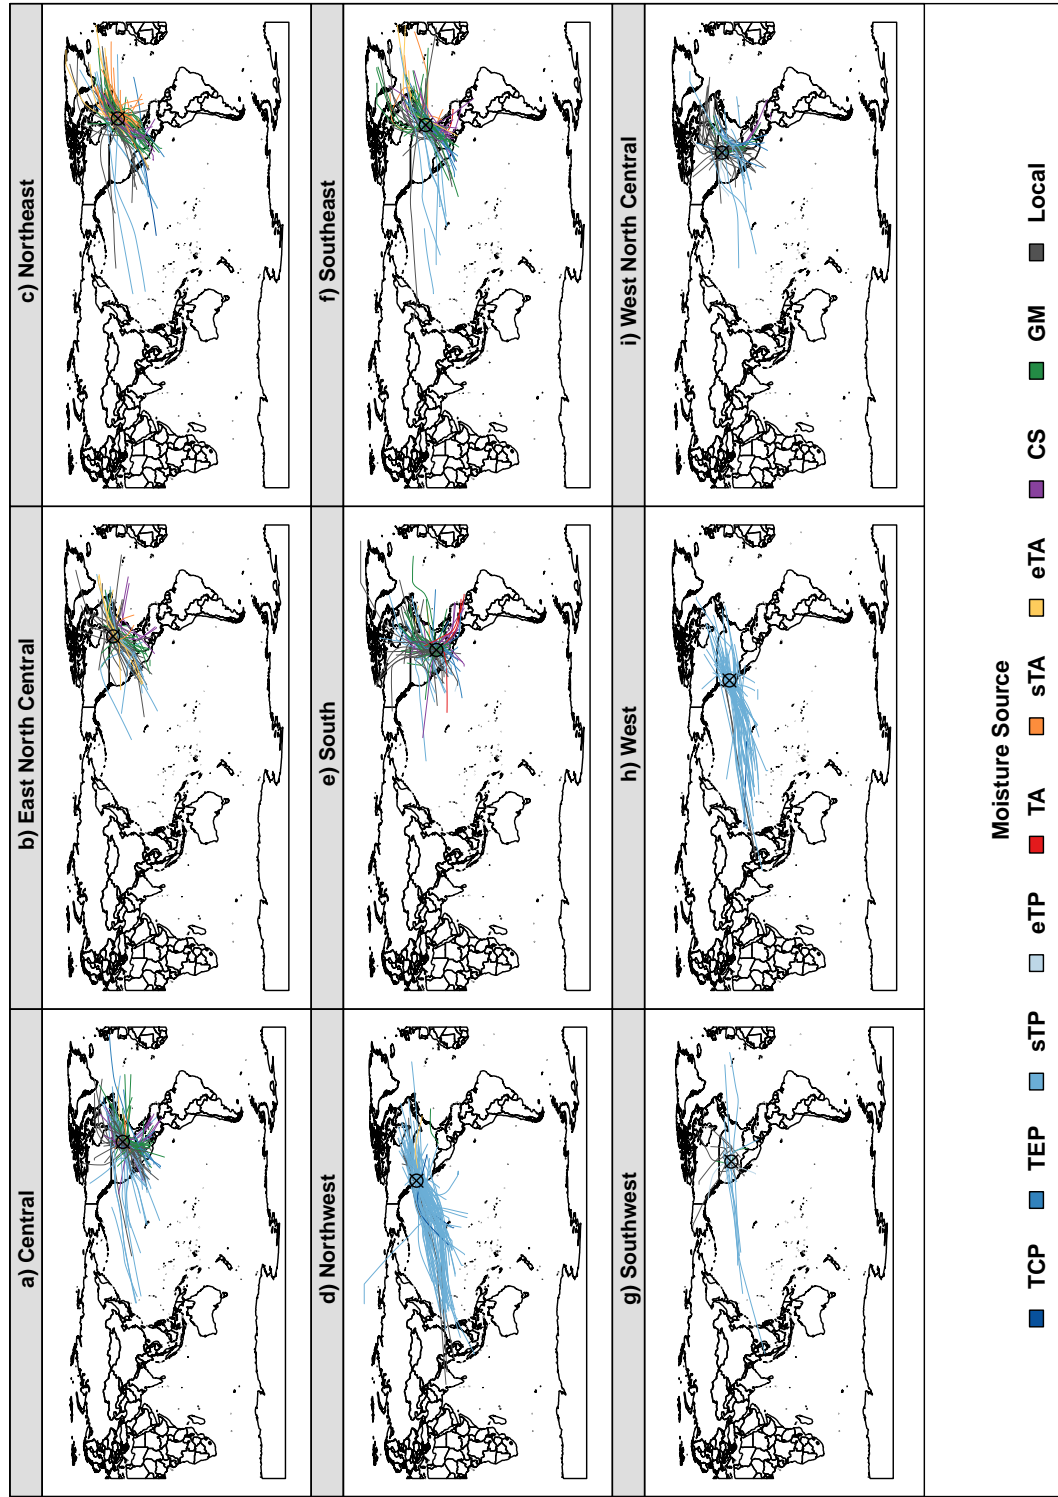 a) Central
b) East North Central
c) Northeast
d) Northwest
e) South
f) Southeast
g) Southwest
h) West
i) West North Central
Moisture Source
TCP TEP sTP eTP TA sTA eTA CS GM Local